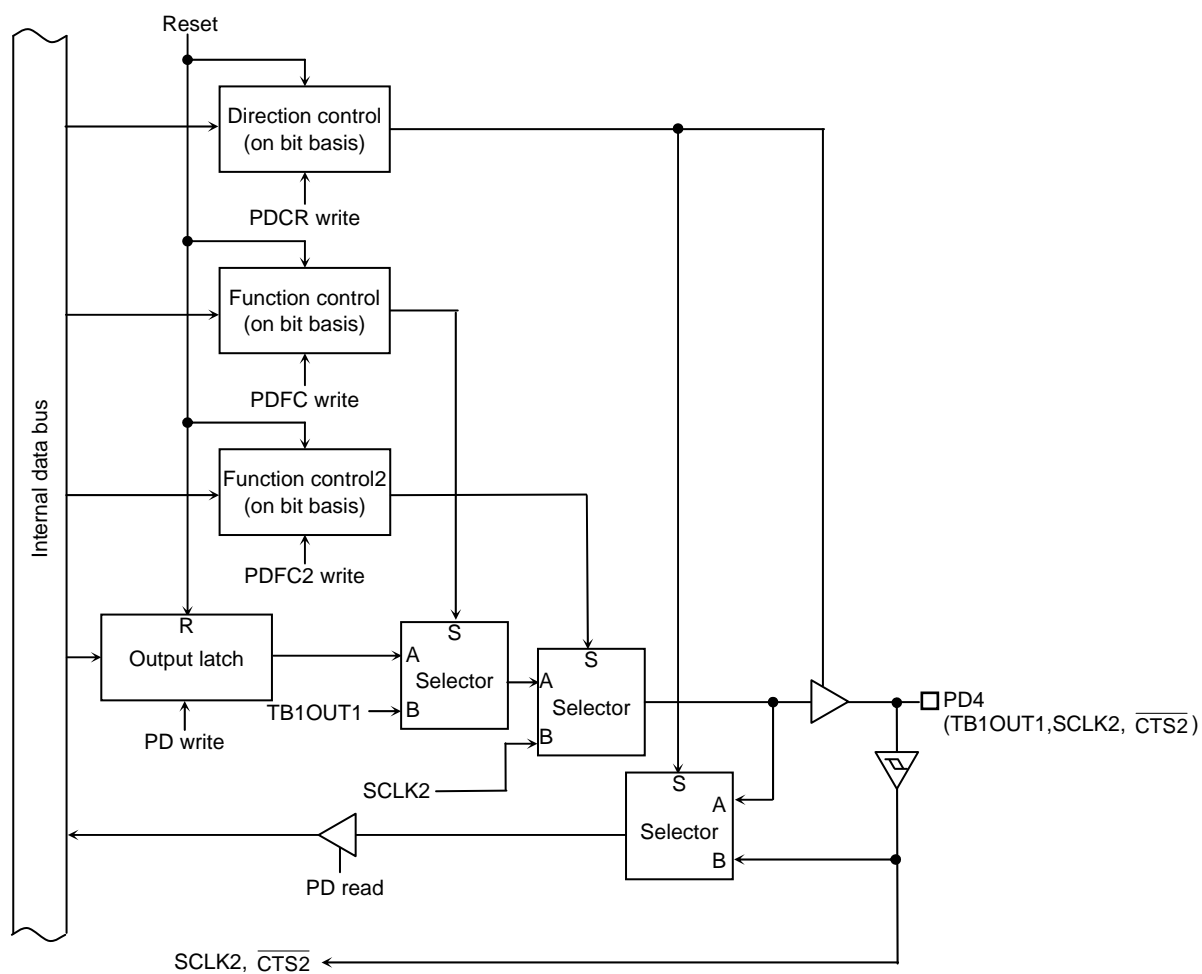 Reset
Direction control
(on bit basis)
PDCR write
Function control
(on bit basis)
PDFC write
Internal data bus
Function control2
(on bit basis)
PDFC2 write
R
Output latch
PD write
S
A
Selector
B
TB1OUT1
S
A
Selector
B
SCLK2
PD4
(TB1OUT1,SCLK2, C̅T̅S̅2̅)
S
A
Selector
B
PD read
SCLK2, C̅T̅S̅2̅